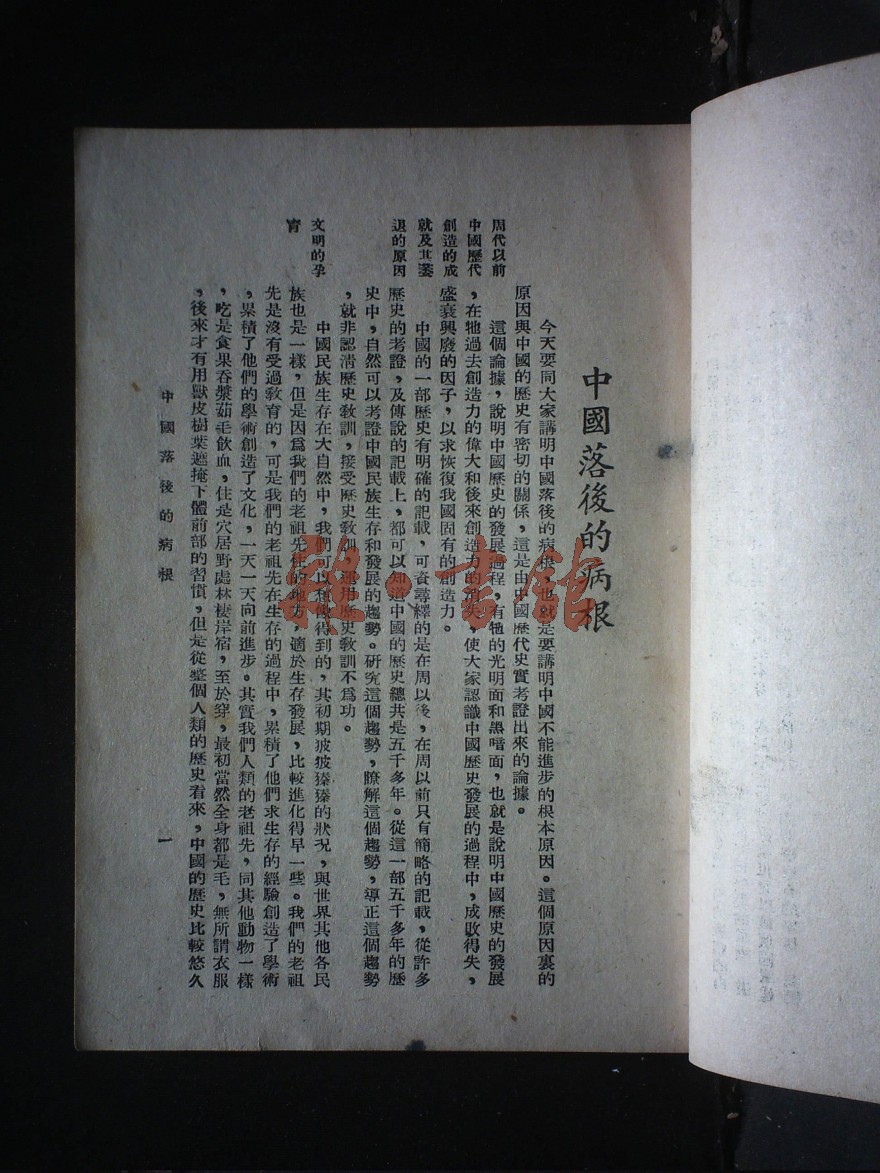 中國落後的病根
今天要同大家講明中國落後的病根，也就是要講明中國不能進步的根本原因。這個原因裏的
原因與中國的歷史有密切的關係，這是由中國歷代史實考證出來的論據。
周代以前
這個論據，說明中國歷史的發展過程，有牠的光明面和黑暗面，也就是說明中國歷史的發展
中國歷代
，在牠過去創造力的偉大和後來創造力的消失，使大家認識中國歷史發展的過程中，成敗得失，
創造的成
盛衰興廢的因子，以求恢復我國固有的創造力。
就及其萎
中國的一部歷史有明確的記載，可資尋繹的是在周以後，在周以前只有簡略的記載，從許多
退的原因
歷史的考證，及傳說的記載上，都可以知道中國的歷史總共是五千多年。從這一部五千多年的歷
史中，自然可以考證中國民族生存和發展的趨勢。研究這個趨勢，瞭解這個趨勢，導正這個趨勢
，就非認清歷史教訓，接受歷史教訓，運用歷史教訓不爲功。
文明的孕
中國民族生存在大自然中，我們可以想像得到的，其初期狉狉獉獉的狀況，與世界其他各民
育
族也是一樣，但是因爲我們的老祖先住的地方，適於生存發展，比較進化得早一些。我們的老祖
先是沒有受過教育的，可是我們的老祖先在生存的過程中，累積了他們求生存的經驗創造了學術
，累積了他們的學術創造了文化，一天一天向前進步。其實我們人類的老祖先，同其他動物一樣
，吃是食果吞漿茹毛飲血，住是穴居野處林棲岸宿，至於穿，最初當然全身都是毛，無所謂衣服
，後來才有用獸皮樹葉遮掩下體前部的習慣，但是從整個人類的歷史看來，中國的歷史比較悠久
中國落後的病根
一
雜·書館